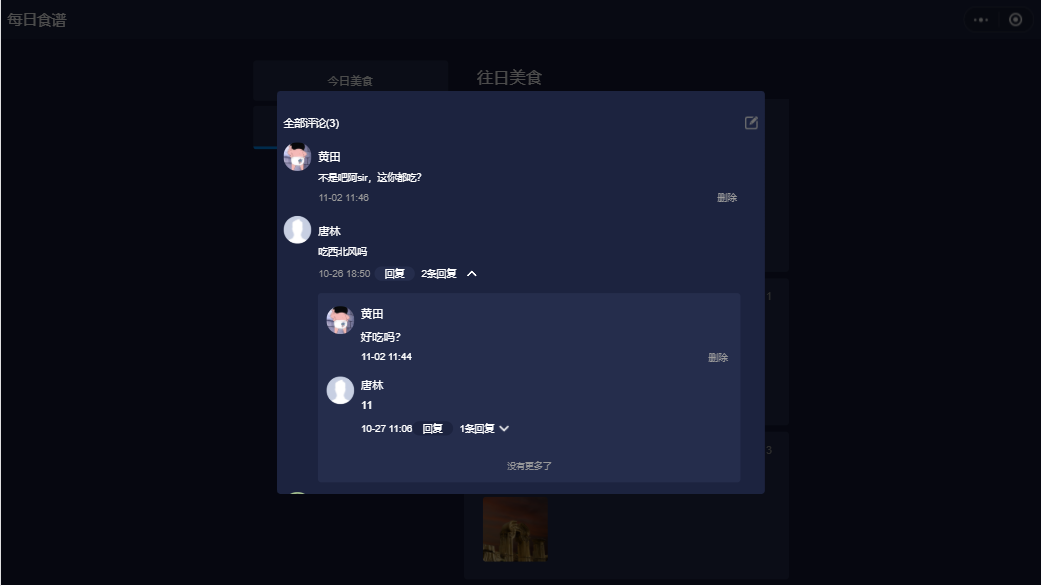 每日食谱
今日美食
往日美食
全部评论(3)
黄田
不是吧阿sir，这你都吃？
11-02 11:46 删除
唐林
吃西北风吗
10-26 18:50 回复 2条回复
1
黄田
好吃吗？
11-02 11:44 删除
唐林
11
10-27 11:06 回复 1条回复
3
没有更多了